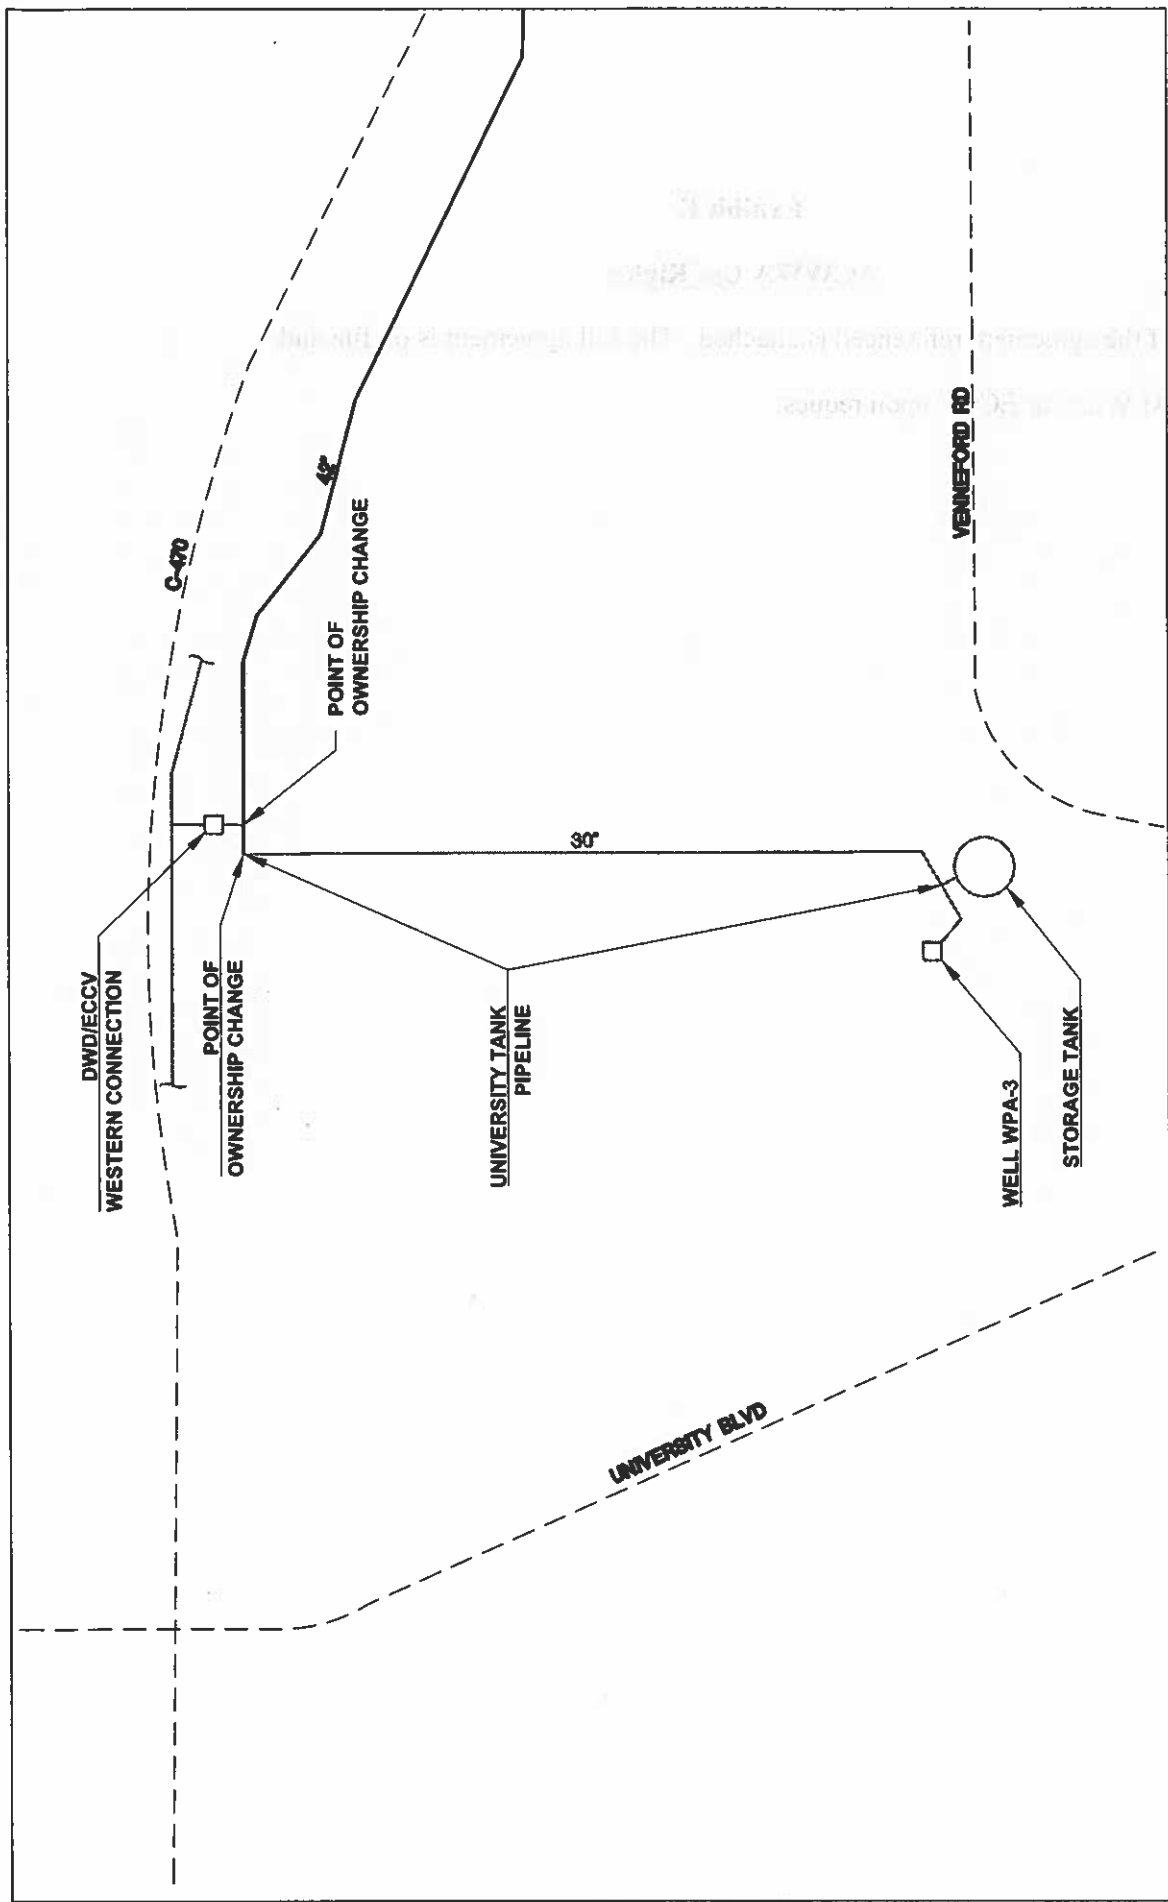 C-470
42"
POINT OF
OWNERSHIP CHANGE
VENNEFORD RD
DWD/ECCV
WESTERN CONNECTION
POINT OF
OWNERSHIP CHANGE
30"
UNIVERSITY TANK
PIPELINE
WELL WPA-3
STORAGE TANK
UNIVERSITY BLVD